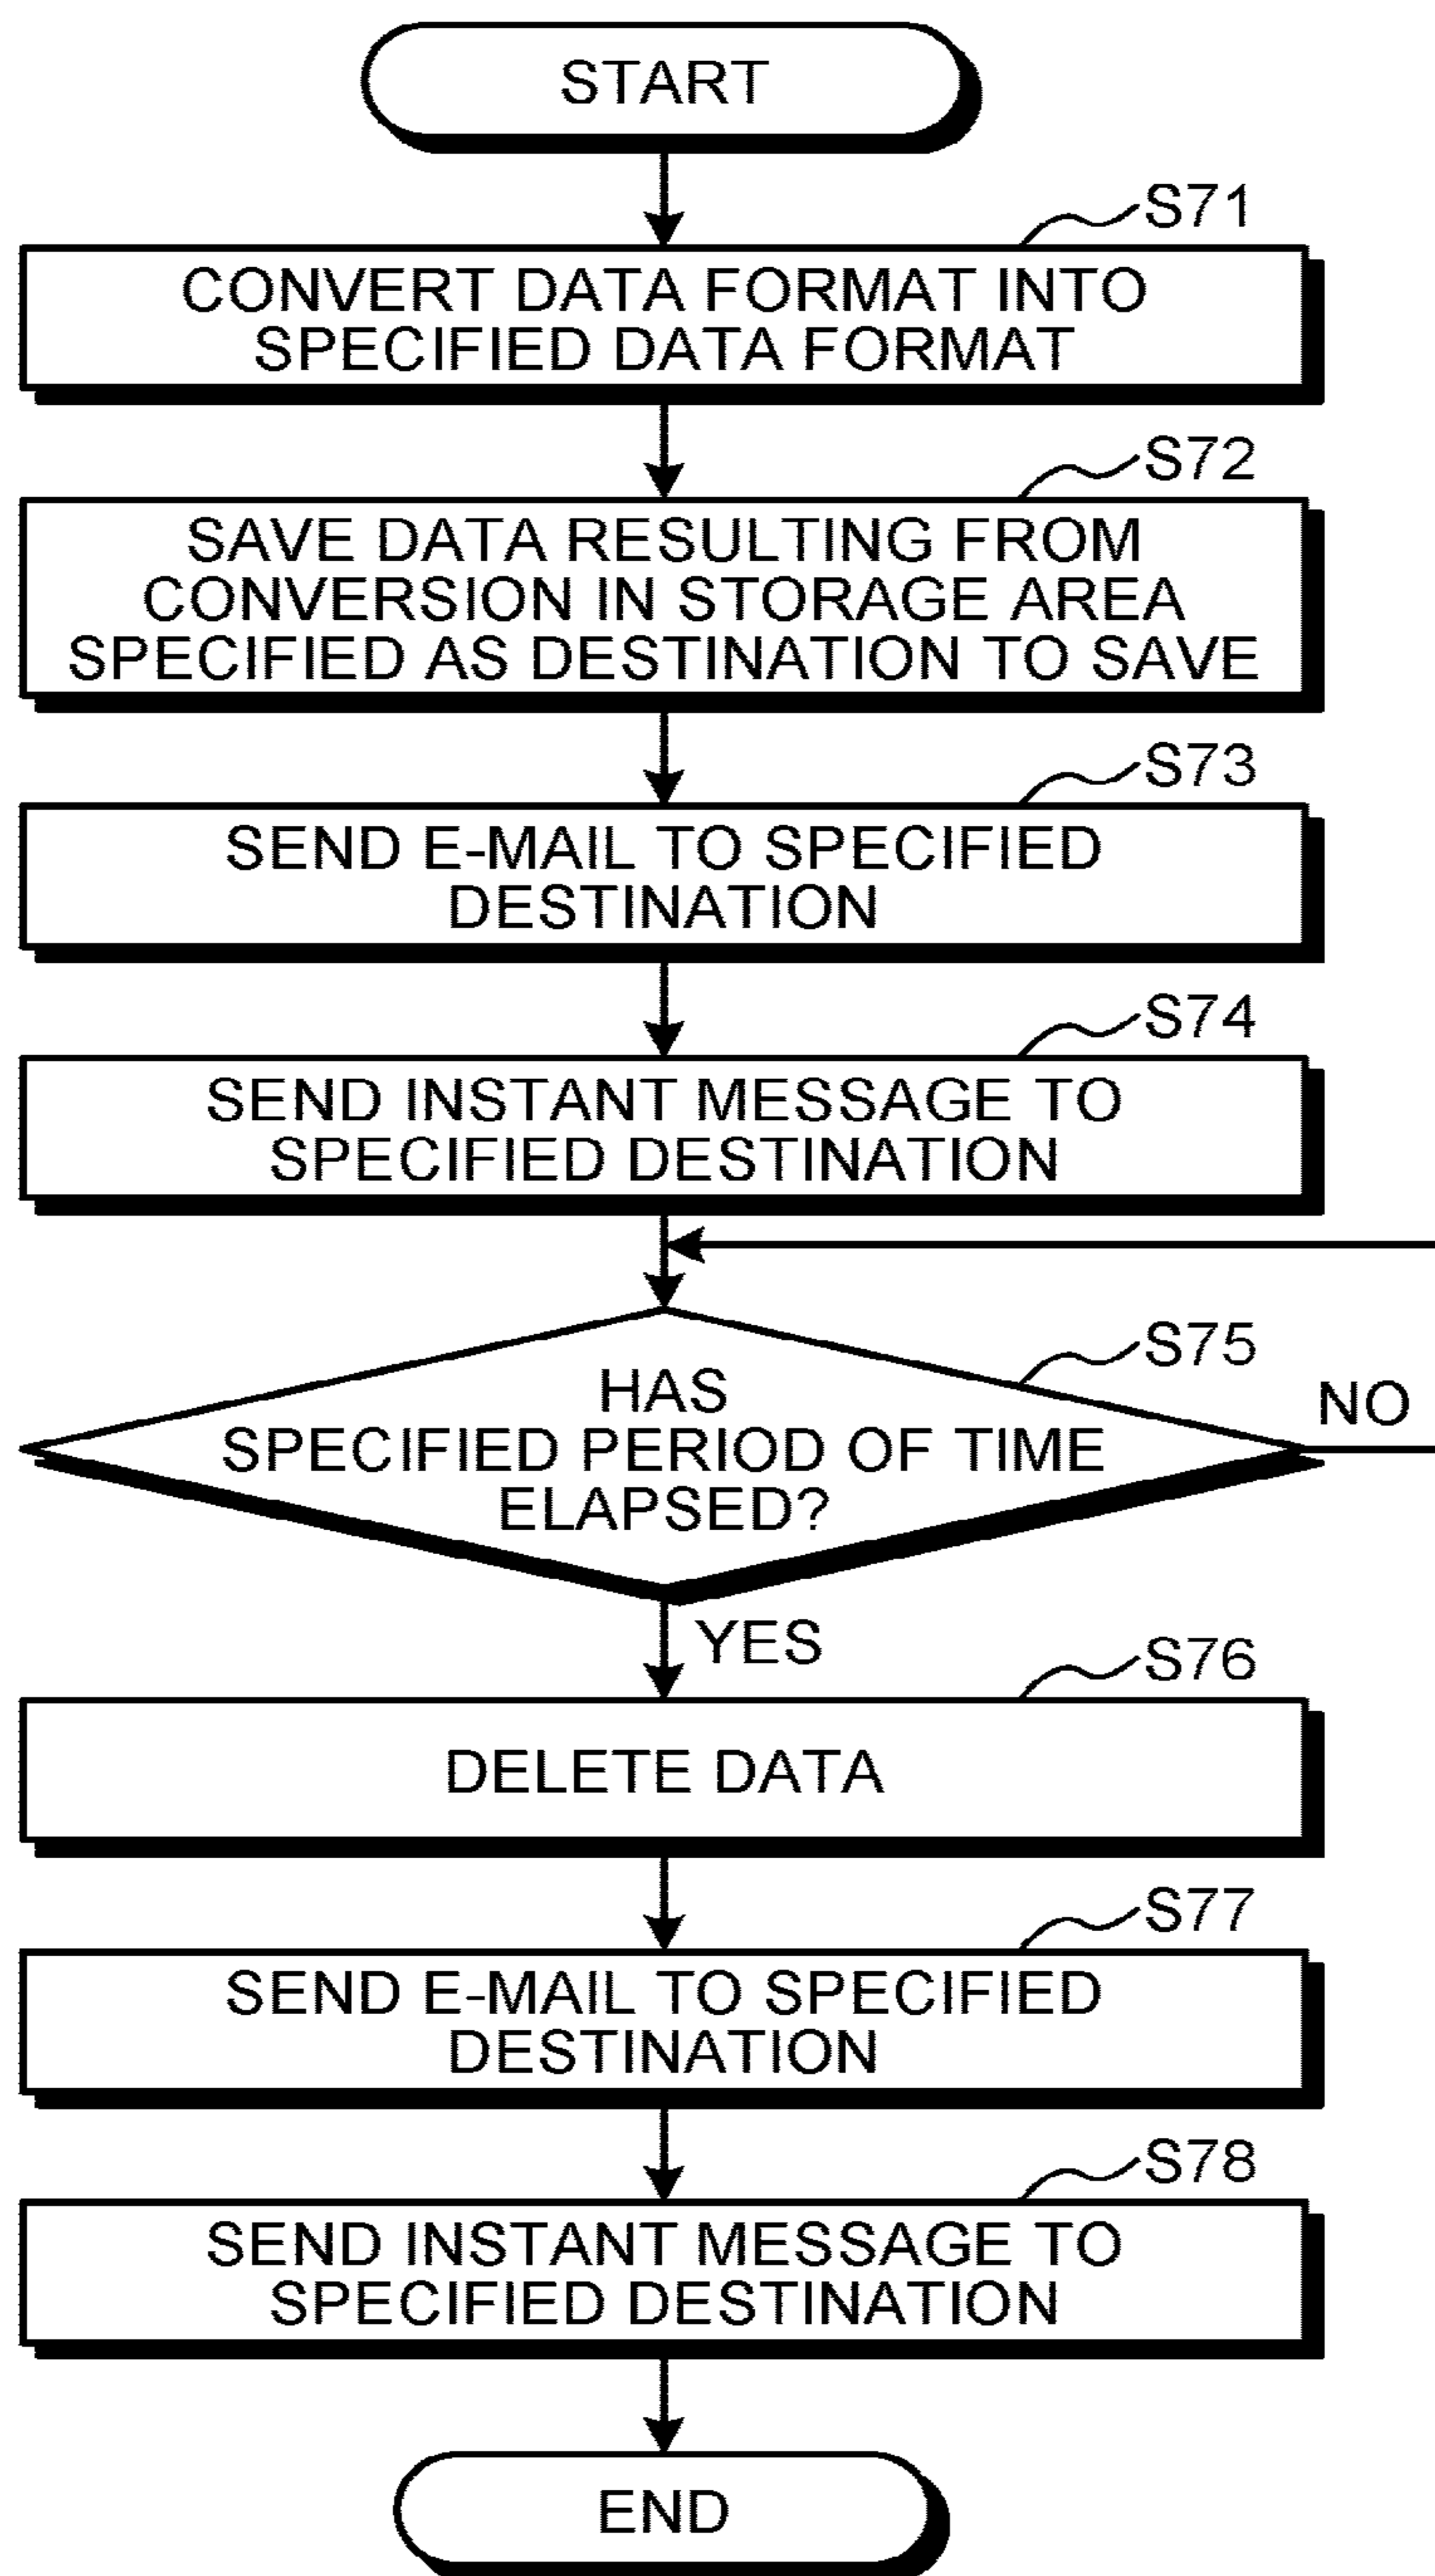 START
S71
CONVERT DATA FORMAT INTO
SPECIFIED DATA FORMAT
S72
SAVE DATA RESULTING FROM
CONVERSION IN STORAGE AREA
SPECIFIED AS DESTINATION TO SAVE
S73
SEND E-MAIL TO SPECIFIED
DESTINATION
S74
SEND INSTANT MESSAGE TO
SPECIFIED DESTINATION
S75
HAS
SPECIFIED PERIOD OF TIME
ELAPSED?
NO
YES
S76
DELETE DATA
S77
SEND E-MAIL TO SPECIFIED
DESTINATION
S78
SEND INSTANT MESSAGE TO
SPECIFIED DESTINATION
END